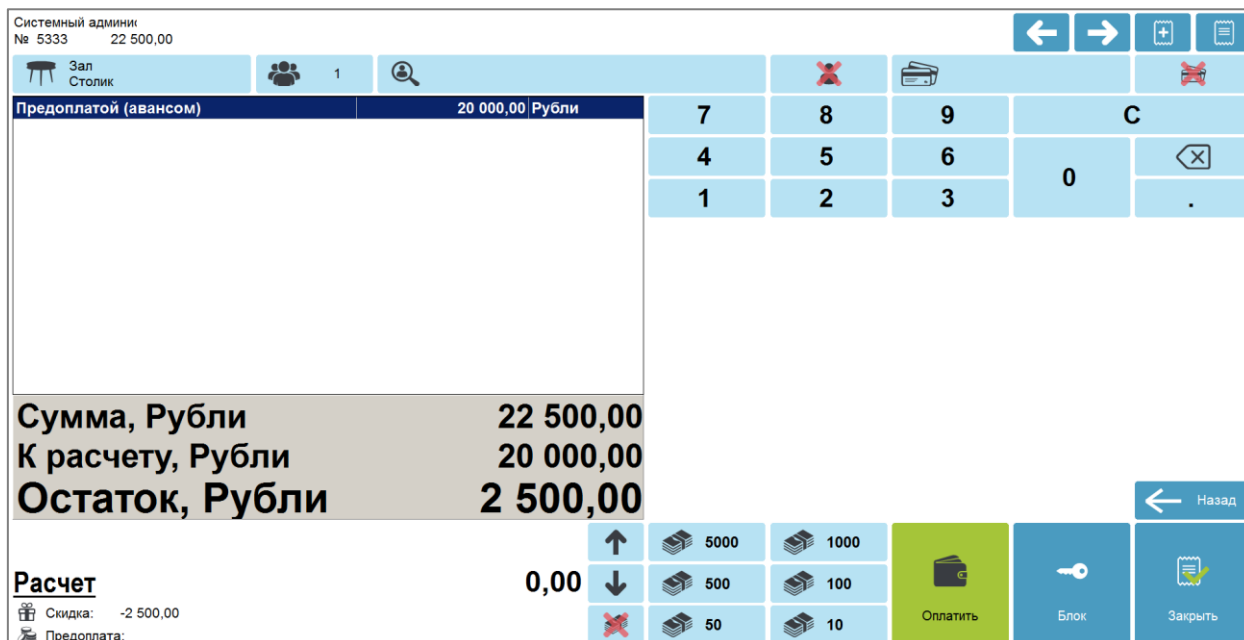 Системный админис
№ 5333 22 500,00
Зал
Столик
1
Предоплатой (авансом) 20 000,00 Рубли
7 8 9 C
4 5 6
0
1 2 3 .
Сумма, Рубли 22 500,00
К расчету, Рубли 20 000,00
Остаток, Рубли 2 500,00
Назад
5000 1000
Расчет 0,00
500 100
Скидка: -2 500,00
Оплатить Блок Закрыть
50 10
Предоплата: